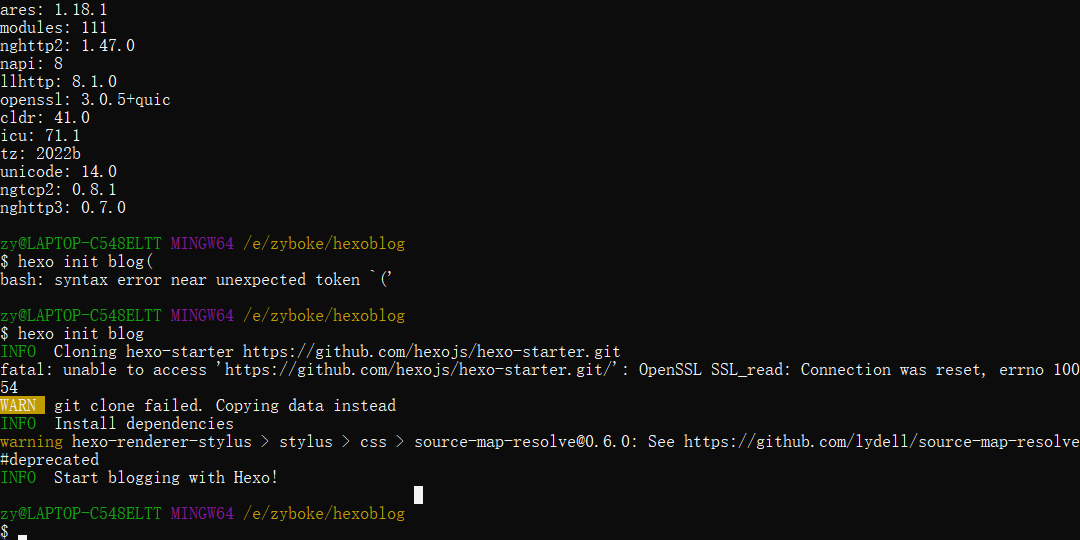 ares: 1.18.1
modules: 111
nghttp2: 1.47.0
napi: 8
llhttp: 8.1.0
openssl: 3.0.5+quic
cldr: 41.0
icu: 71.1
tz: 2022b
unicode: 14.0
ngtcp2: 0.8.1
nghttp3: 0.7.0
zy@LAPTOP-C548ELTT MINGW64 /e/zyboke/hexoblog
$ hexo init blog(
bash: syntax error near unexpected token `('
zy@LAPTOP-C548ELTT MINGW64 /e/zyboke/hexoblog
$ hexo init blog
INFO  Cloning hexo-starter https://github.com/hexojs/hexo-starter.git
fatal: unable to access 'https://github.com/hexojs/hexo-starter.git/': OpenSSL SSL_read: Connection was reset, errno 100
54
WARN  git clone failed. Copying data instead
INFO  Install dependencies
warning hexo-renderer-stylus > stylus > css > source-map-resolve@0.6.0: See https://github.com/lydell/source-map-resolve
#deprecated
INFO  Start blogging with Hexo!
zy@LAPTOP-C548ELTT MINGW64 /e/zyboke/hexoblog
$